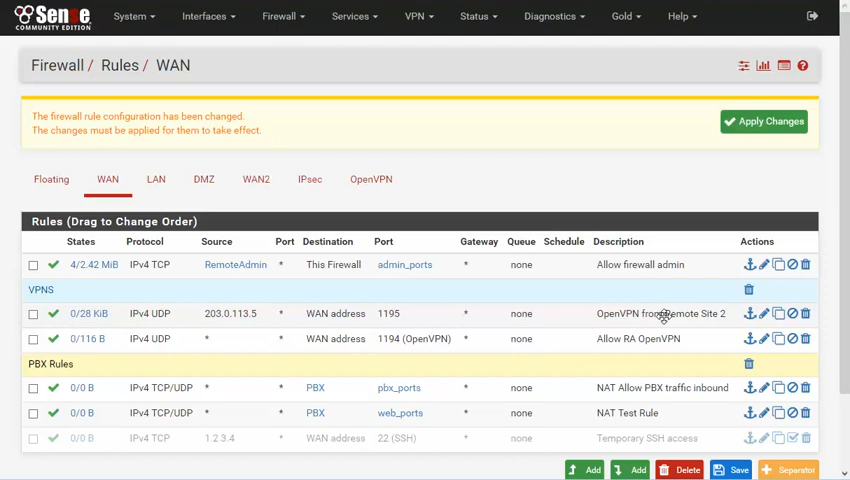 Sense
COMMUNITY EDITION
System Interfaces Firewall Services VPN Status Diagnostics Gold Help
Firewall / Rules / WAN
The firewall rule configuration has been changed.
The changes must be applied for them to take effect.
Apply Changes
Floating WAN LAN DMZ WAN2 IPsec OpenVPN
Rules (Drag to Change Order)
States Protocol Source Port Destination Port Gateway Queue Schedule Description Actions
4/2.42 MiB IPv4 TCP RemoteAdmin * This Firewall admin_ports * none Allow firewall admin
VPNS
0/28 KiB IPv4 UDP 203.0.113.5 * WAN address 1195 * none OpenVPN from Remote Site 2
0/116 B IPv4 UDP * * WAN address 1194 (OpenVPN) * none Allow RA OpenVPN
PBX Rules
0/0 B IPv4 TCP/UDP * * PBX pbx_ports * none NAT Allow PBX traffic inbound
0/0 B IPv4 TCP/UDP * * PBX web_ports * none NAT Test Rule
0/0 B IPv4 TCP 1.2.3.4 * WAN address 22 (SSH) * none Temporary SSH access
Add Add Delete Save Separator